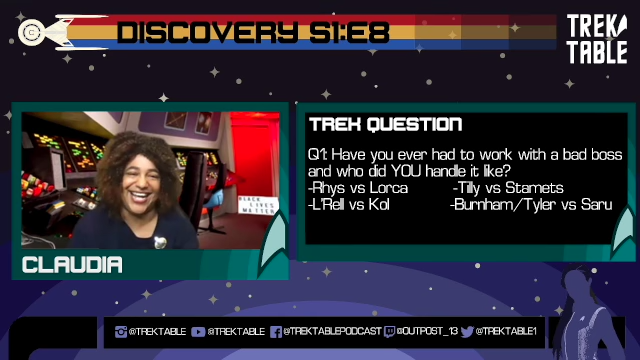 DISCOVERY S1:E8
TREK
TABLE
TREK QUESTION
Q1: Have you ever had to work with a bad boss
and who did YOU handle it like?
-Rhys vs Lorca -Tilly vs Stamets
-L'Rell vs Kol -Burnham/Tyler vs Saru
BLACK
LIVES
MATTER
CLAUDIA
@TREKTABLE @TREKTABLE @TREKTABLEPODCAST @OUTPOST_13 @TREKTABLE1